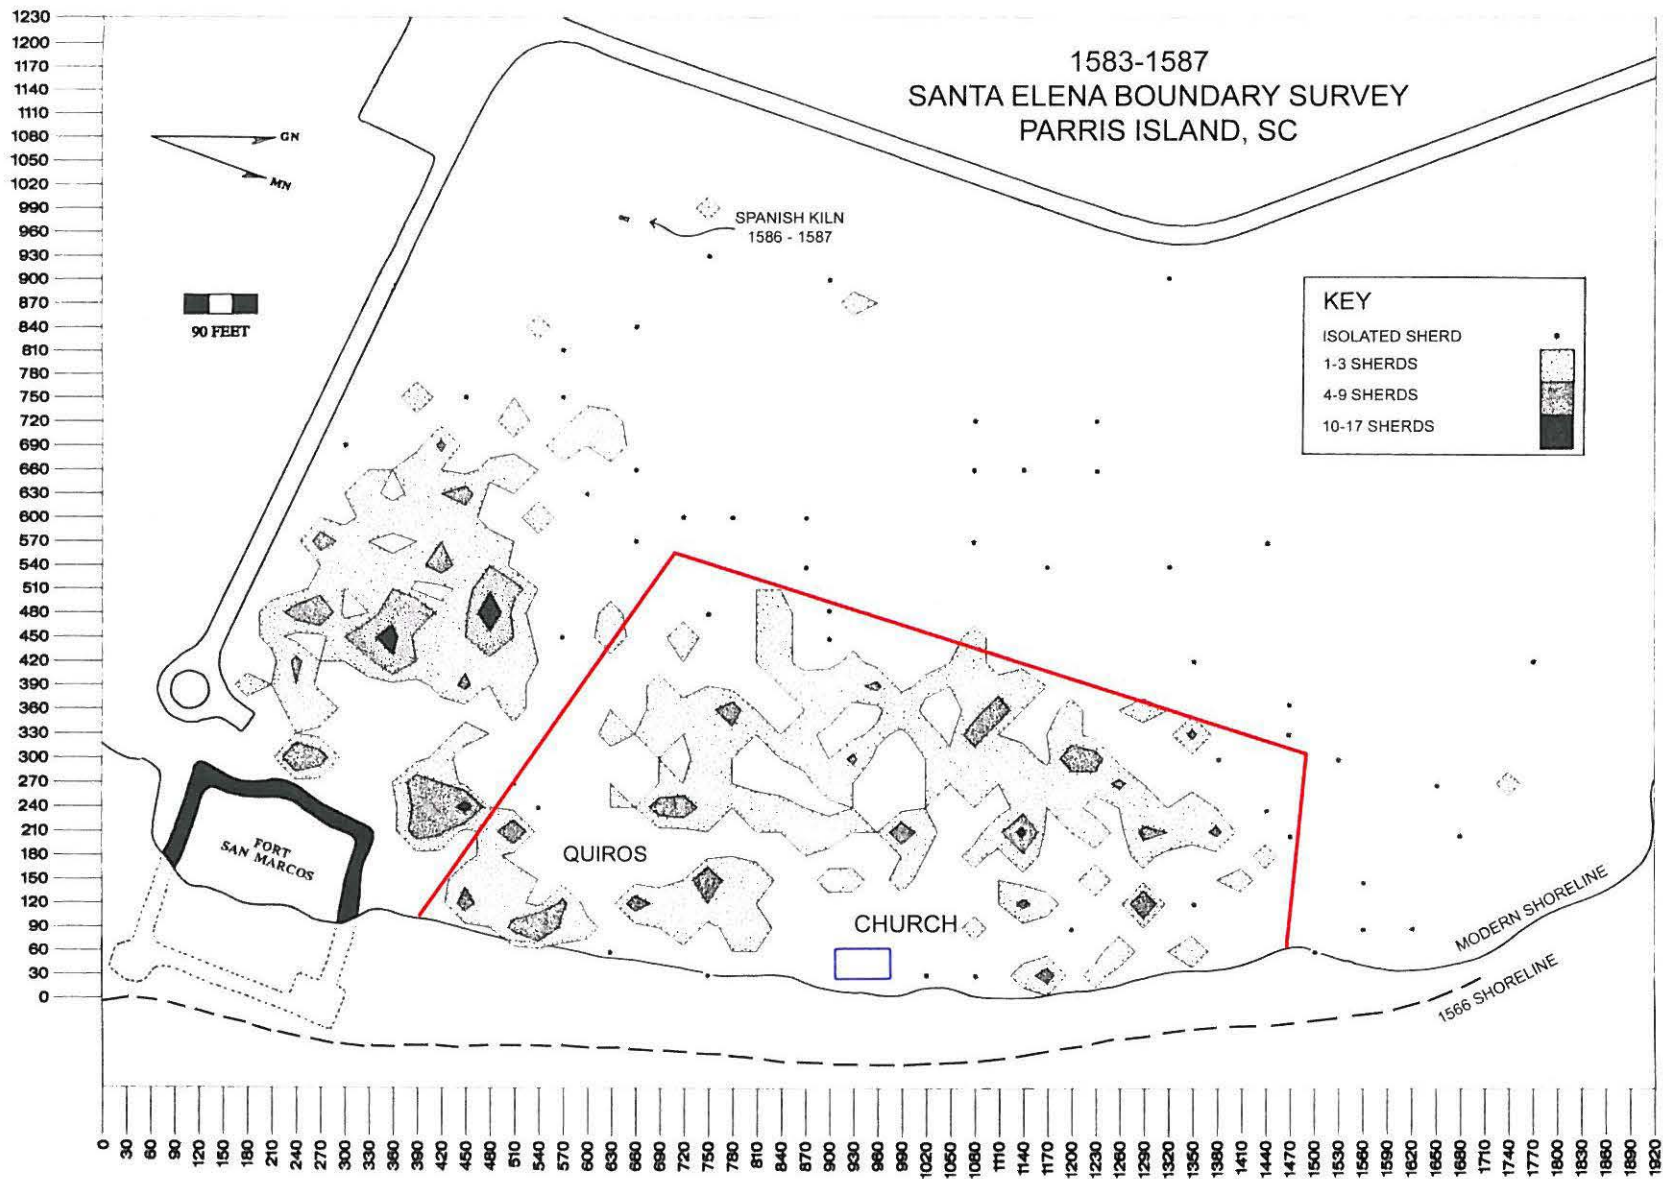 1583-1587
SANTA ELENA BOUNDARY SURVEY
PARRIS ISLAND, SC
GN
MN
90 FEET
SPANISH KILN
1586 - 1587
KEY
ISOLATED SHERD
1-3 SHERDS
4-9 SHERDS
10-17 SHERDS
FORT
SAN MARCOS
QUIROS
CHURCH
MODERN SHORELINE
1566 SHORELINE
1230
1200
1170
1140
1110
1080
1050
1020
990
960
930
900
870
840
810
780
750
720
690
660
630
600
570
540
510
480
450
420
390
360
330
300
270
240
210
180
150
120
90
60
30
0
0 30 60 90 120 150 180 210 240 270 300 330 360 390 420 450 480 510 540 570 600 630 660 690 720 750 780 810 840 870 900 930 960 990 1020 1050 1080 1110 1140 1170 1200 1230 1260 1290 1320 1350 1380 1410 1440 1470 1500 1530 1560 1590 1620 1650 1680 1710 1740 1770 1800 1830 1860 1890 1920